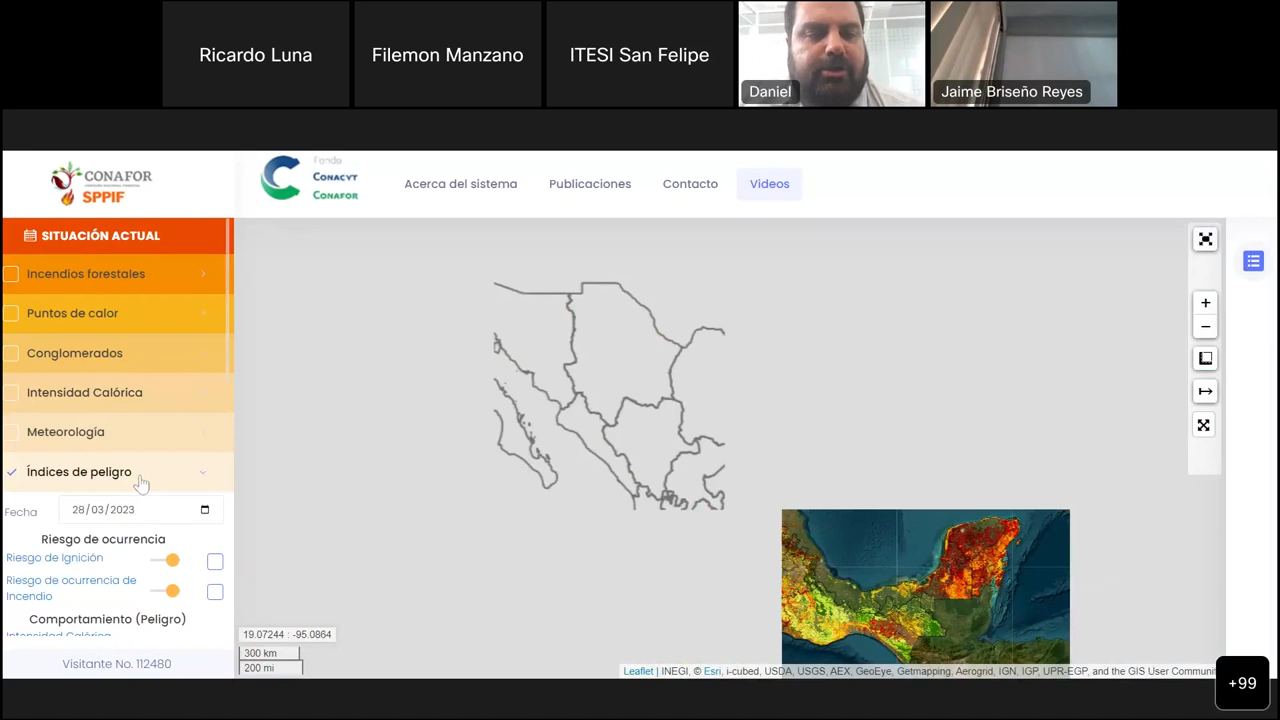 Ricardo Luna
Filemon Manzano
ITESI San Felipe
Daniel
Jaime Briseño Reyes
CONAFOR
SPPIF
Fondo
CONACYT
CONAFOR
Acerca del sistema
Publicaciones
Contacto
Videos
SITUACIÓN ACTUAL
Incendios forestales
Puntos de calor
Conglomerados
Intensidad Calórica
Meteorología
Índices de peligro
Fecha
28/03/2023
Riesgo de ocurrencia
Riesgo de Ignición
Riesgo de ocurrencia de
Incendio
Comportamiento (Peligro)
Intensidad Calórica
Visitante No. 112480
+
−
19.07244 : -95.0864
300 km
200 mi
Leaflet | INEGI, © Esri, i-cubed, USDA, USGS, AEX, GeoEye, Getmapping, Aerogrid, IGN, IGP, UPR-EGP, and the GIS User Commun
+99